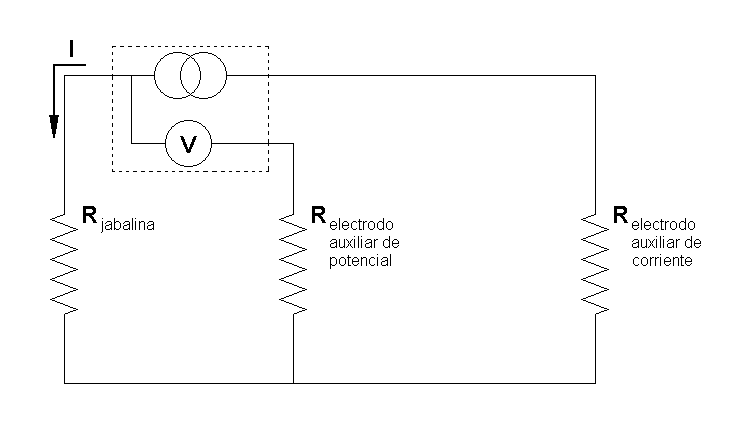 I
V
R jabalina
R electrodo
auxiliar de
potencial
R electrodo
auxiliar de
corriente